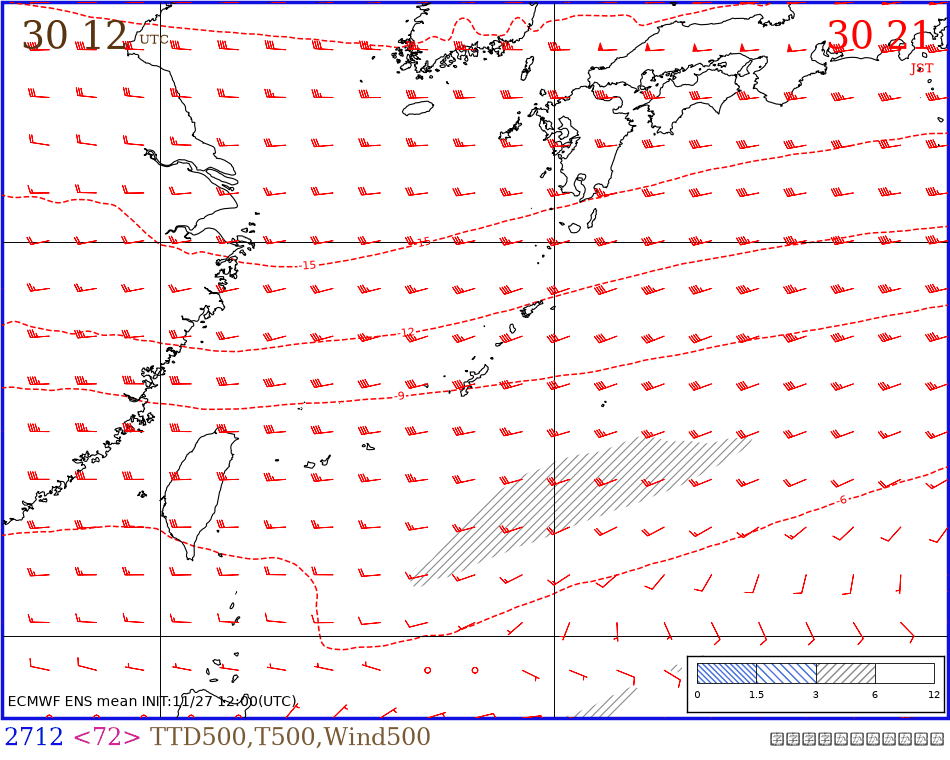 30 12 UTC
30 21 JST
-15
-15
-12
-9
-6
ECMWF ENS mean INIT:11/27 12:00(UTC)
0 1.5 3 6 12
2712 <72> TTD500,T500,Wind500